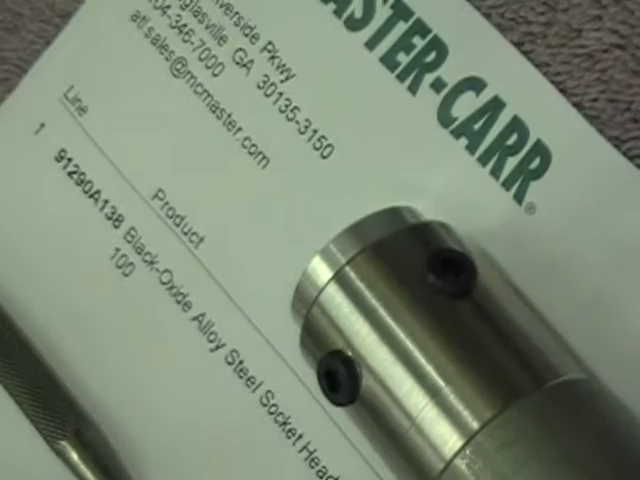 ASTER-CARR®
verside Pkwy
glasville GA 30135-3150
04-346-7000
atl.sales@mcmaster.com
Line
Product
1
91290A138 Black-Oxide Alloy Steel Socket Head
100